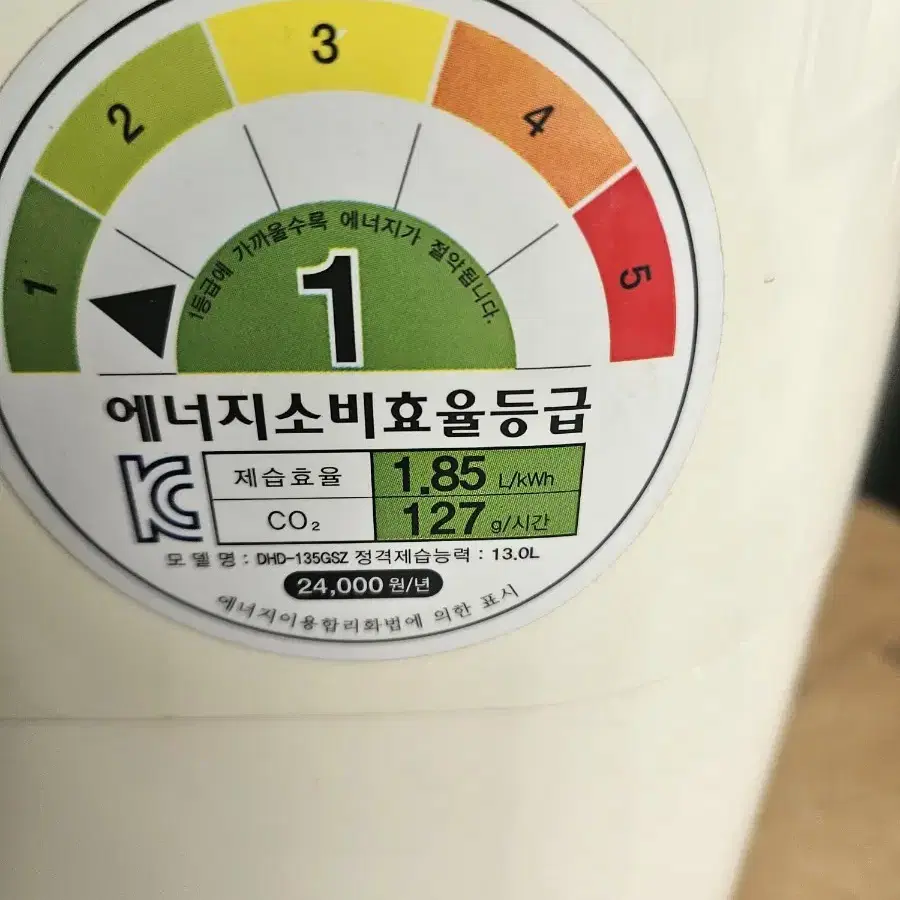 1 2 3 4 5
1등급에 가까울수록 에너지가 절약됩니다.
1
에너지소비효율등급
KC 제습효율 1.85 L/kWh
CO₂ 127 g/시간
모델명 : DHD-135GSZ 정격제습능력 : 13.0L
24,000 원/년
에너지이용합리화법에 의한 표시